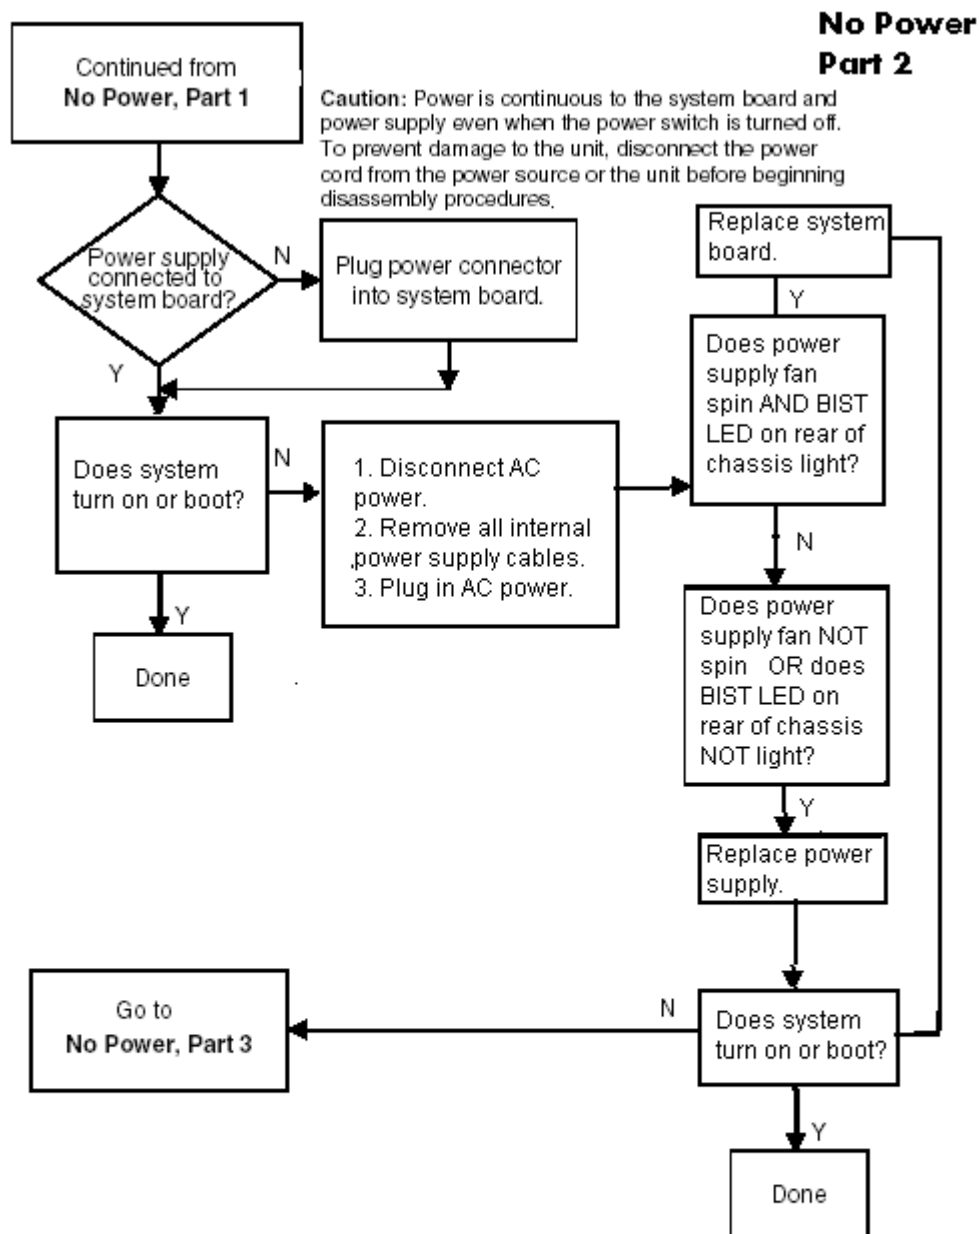 No Power
Part 2
Continued from
No Power, Part 1
Caution: Power is continuous to the system board and
power supply even when the power switch is turned off.
To prevent damage to the unit, disconnect the power
cord from the power source or the unit before beginning
disassembly procedures.
Power supply
connected to
system board?
N
Plug power connector
into system board.
Y
Does system
turn on or boot?
N
1. Disconnect AC
power.
2. Remove all internal
power supply cables.
3. Plug in AC power.
Y
Done
Replace system
board.
Y
Does power
supply fan
spin AND BIST
LED on rear of
chassis light?
N
Does power
supply fan NOT
spin OR does
BIST LED on
rear of chassis
NOT light?
Y
Replace power
supply.
Does system
turn on or boot?
N
Go to
No Power, Part 3
Y
Done